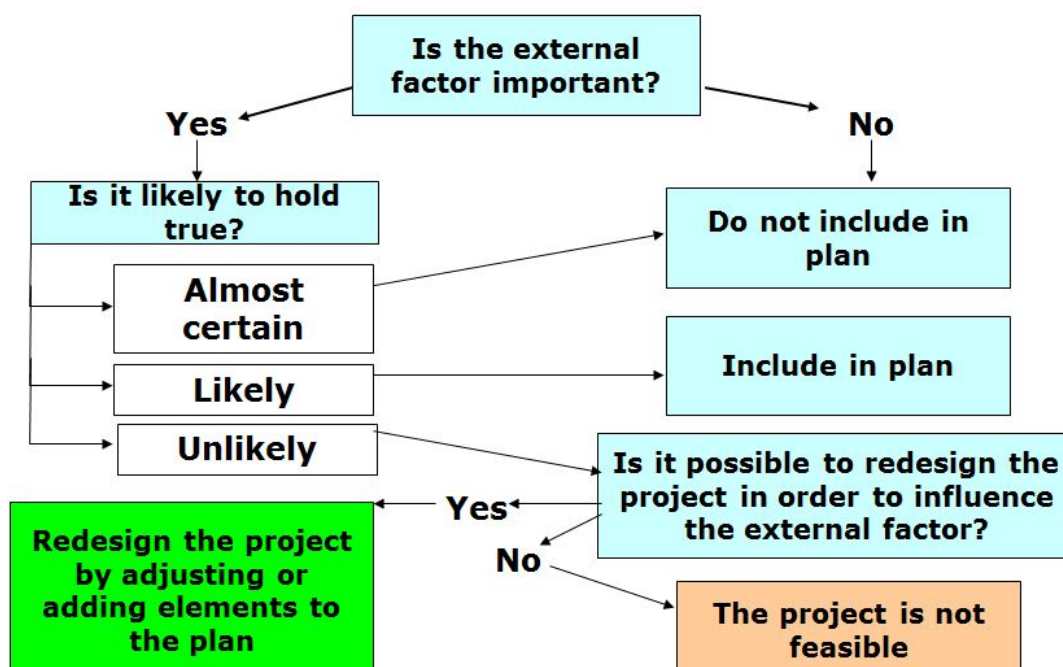 Is the external
factor important?
Yes
No
Is it likely to hold
true?
Do not include in
plan
Almost
certain
Include in plan
Likely
Unlikely
Is it possible to redesign the
project in order to influence
the external factor?
Yes
No
Redesign the project
by adjusting or
adding elements to
the plan
The project is not
feasible